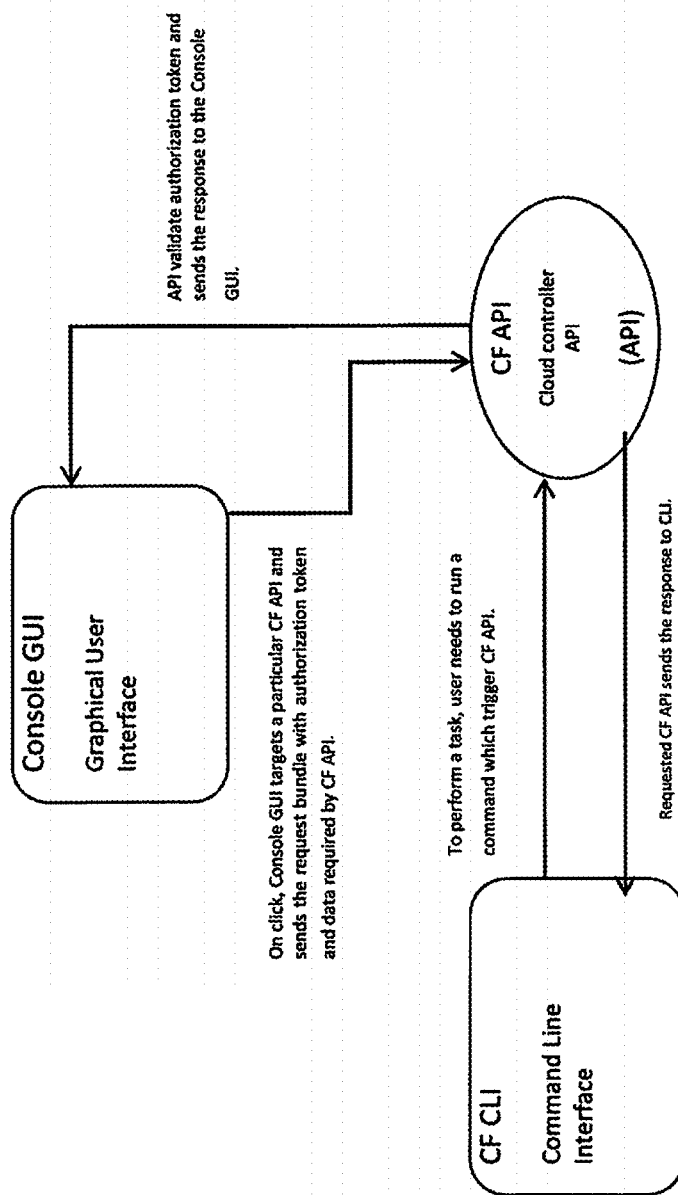 Console GUI
Graphical User
Interface
API validate authorization token and
sends the response to the Console
GUI.
On click, Console GUI targets a particular CF API and
sends the request bundle with authorization token
and data required by CF API.
CF API
Cloud controller
API
(API)
To perform a task, user needs to run a
command which trigger CF API.
CF CLI
Command Line
Interface
Requested CF API sends the response to CLI.